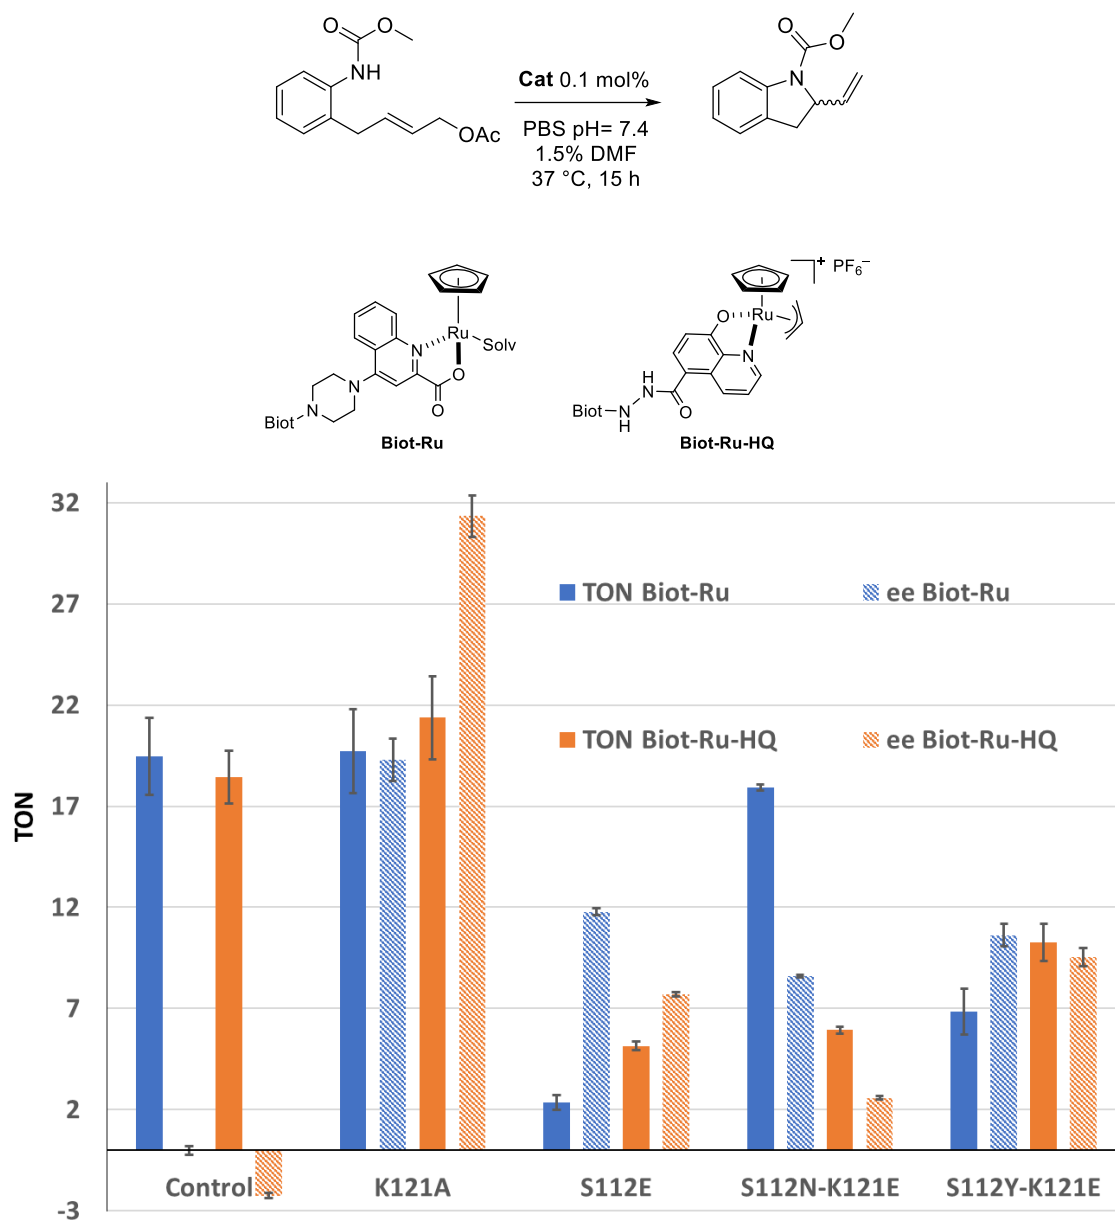 O
O
NH
OAc
Cat 0.1 mol%
PBS pH= 7.4
1.5% DMF
37 °C, 15 h
O
O
N
Ru
Solv
N
O
O
N
N
Biot
Biot-Ru
+ PF6−
Ru
O
N
H
NH
N
H
O
Biot
Biot-Ru-HQ
TON
32
27
22
17
12
7
2
-3
TON Biot-Ru
ee Biot-Ru
TON Biot-Ru-HQ
ee Biot-Ru-HQ
Control
K121A
S112E
S112N-K121E
S112Y-K121E